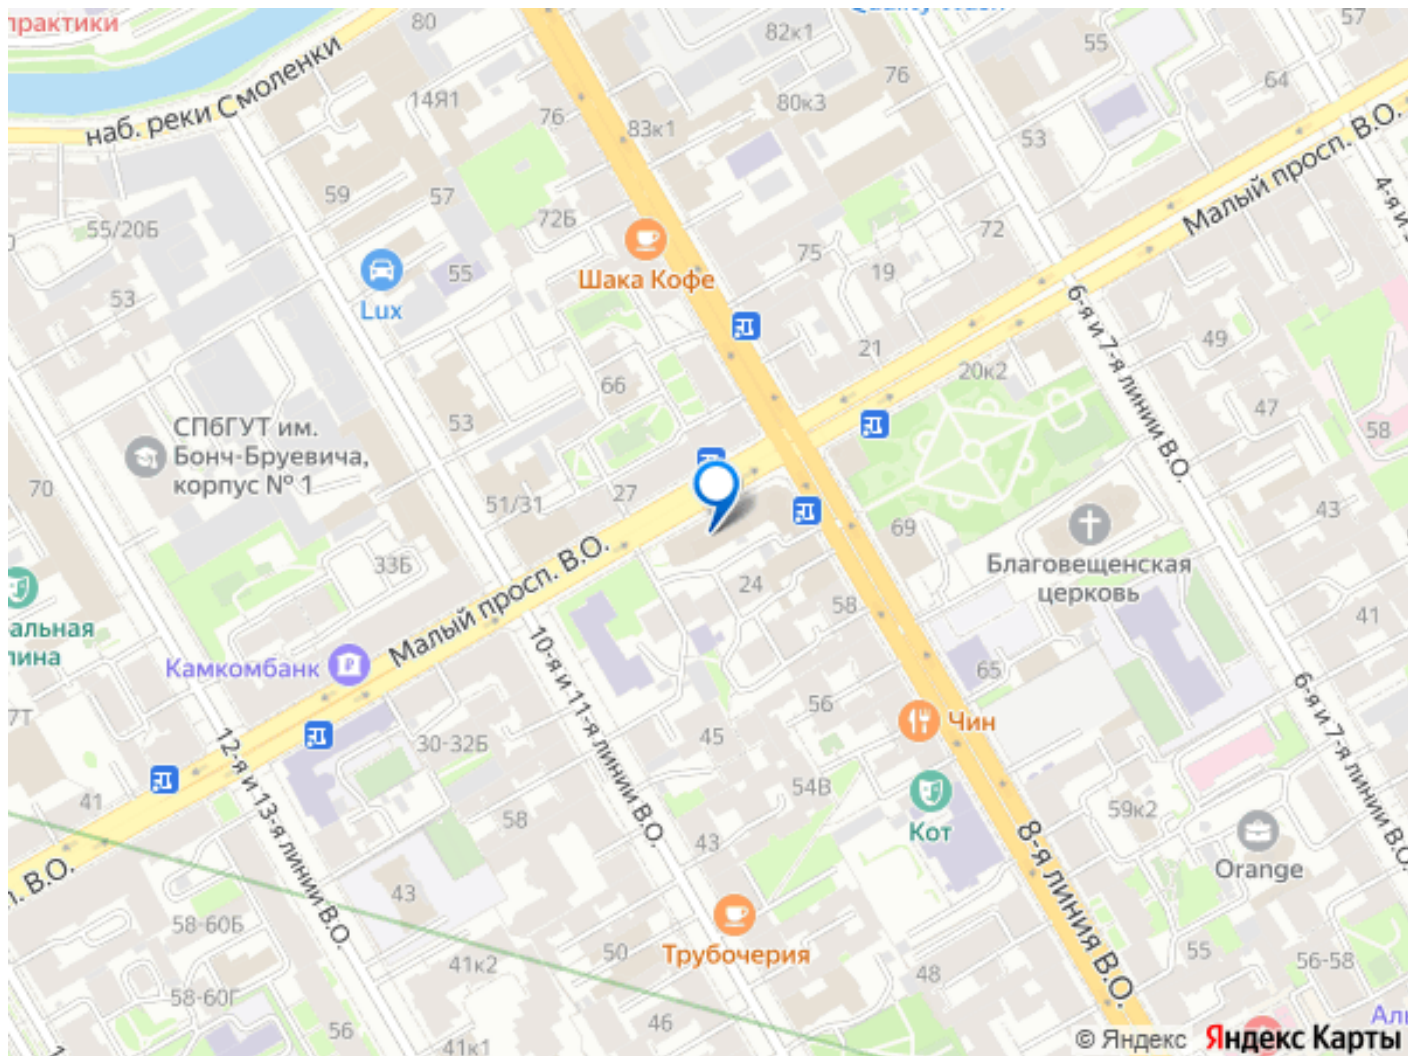 практики
80
Quality Wash
82к1
57
55
наб. реки Смоленки
14Я1
76
76
64
80к3
83к1
53
Малый просп. В.О.
59
57
72Б
55/20Б
72
75
Шака Кофе
19
55
53
Lux
6-я и 7-я линии В.О.
49
21
20к2
66
47
53
58
СПбГУТ им.
Бонч-Бруевича,
корпус № 1
70
27
51/31
43
69
33Б
Благовещенская
церковь
24
58
41
Малый просп. В.О.
альная
лина
Камкомбанк
65
56
Чин
6-я и 7-я линии В.О.
7Т
10-я и 11-я линии В.О.
45
30-32Б
12-я и 13-я линии В.О.
54В
41
58
59к2
Кот
43
8-я линия В.О.
Orange
В.О.
43
58-60Б
Трубочерия
50
41к2
48
55
56-58
58-60Г
46
56
41к1
© Яндекс Яндекс Карты